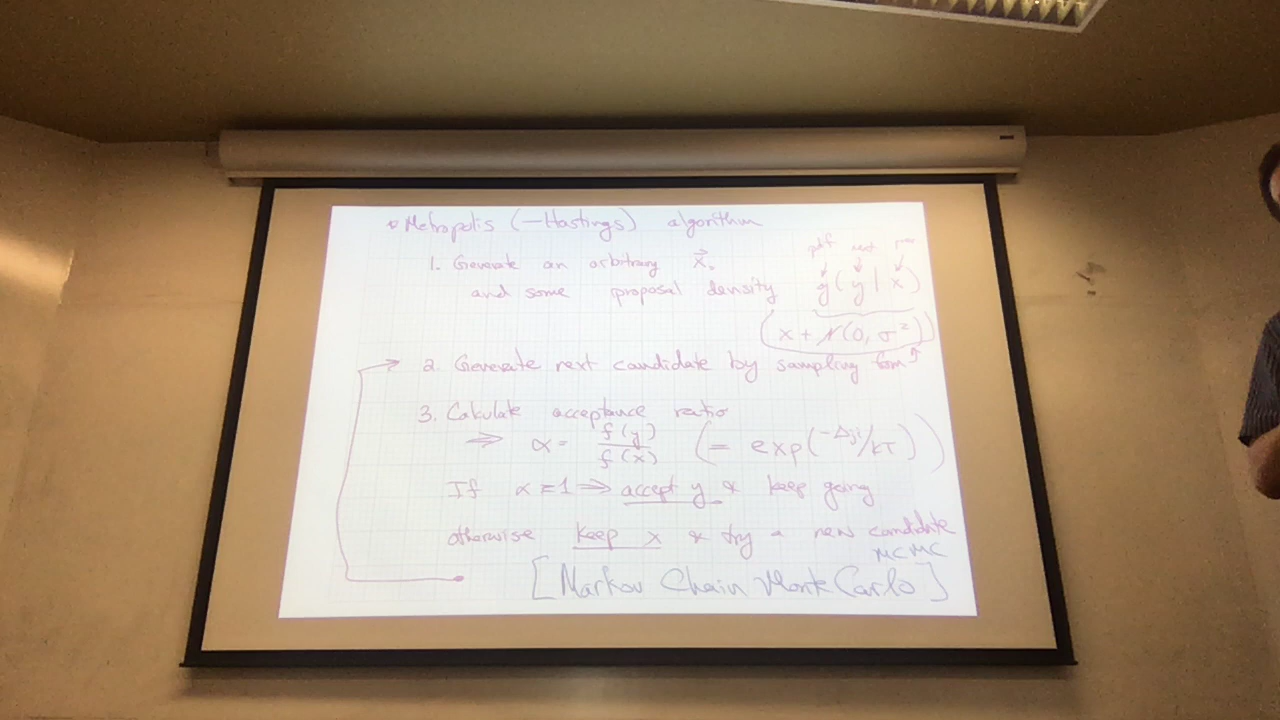 Metropolis (-Hastings) algorithm
pdf next prev
1. Generate an arbitrary x⃗₀
and some proposal density g(y|x)
(x + N(0, σ²))
2. Generate next candidate by sampling from
3. Calculate acceptance ratio
⇒ α = f(y)/f(x) (= exp(-Δji/kT))
If α ≥ 1 ⇒ accept y & keep going
otherwise keep x & try a new candidate
MCMC
[Markov Chain Monte Carlo]